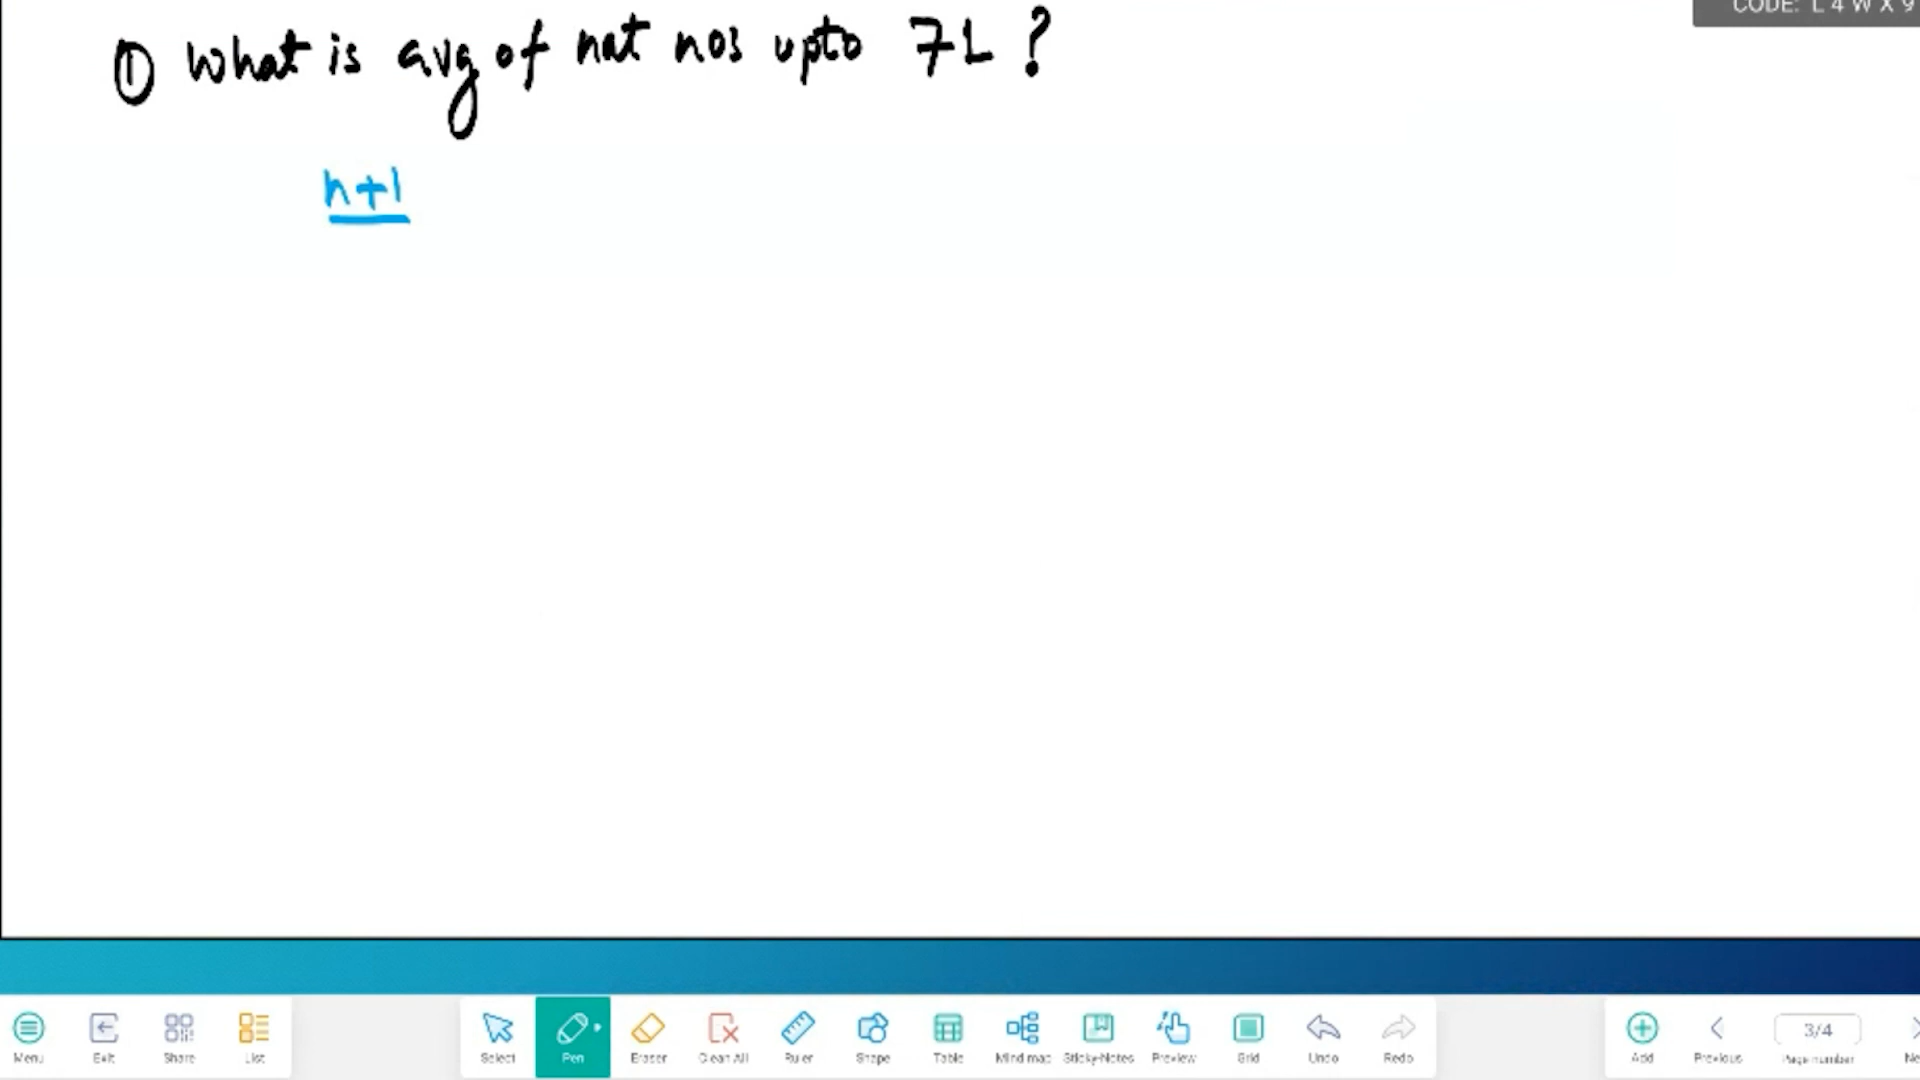 CODE: L 4 W X 9
① What is avg of nat nos upto 71 ?
n+1
Menu Exit Share List Select Pen Eraser Clean All Ruler Shape Table Mind map Sticky-Notes Preview Grid Undo Redo Add Previous 3/4 Page number Ne